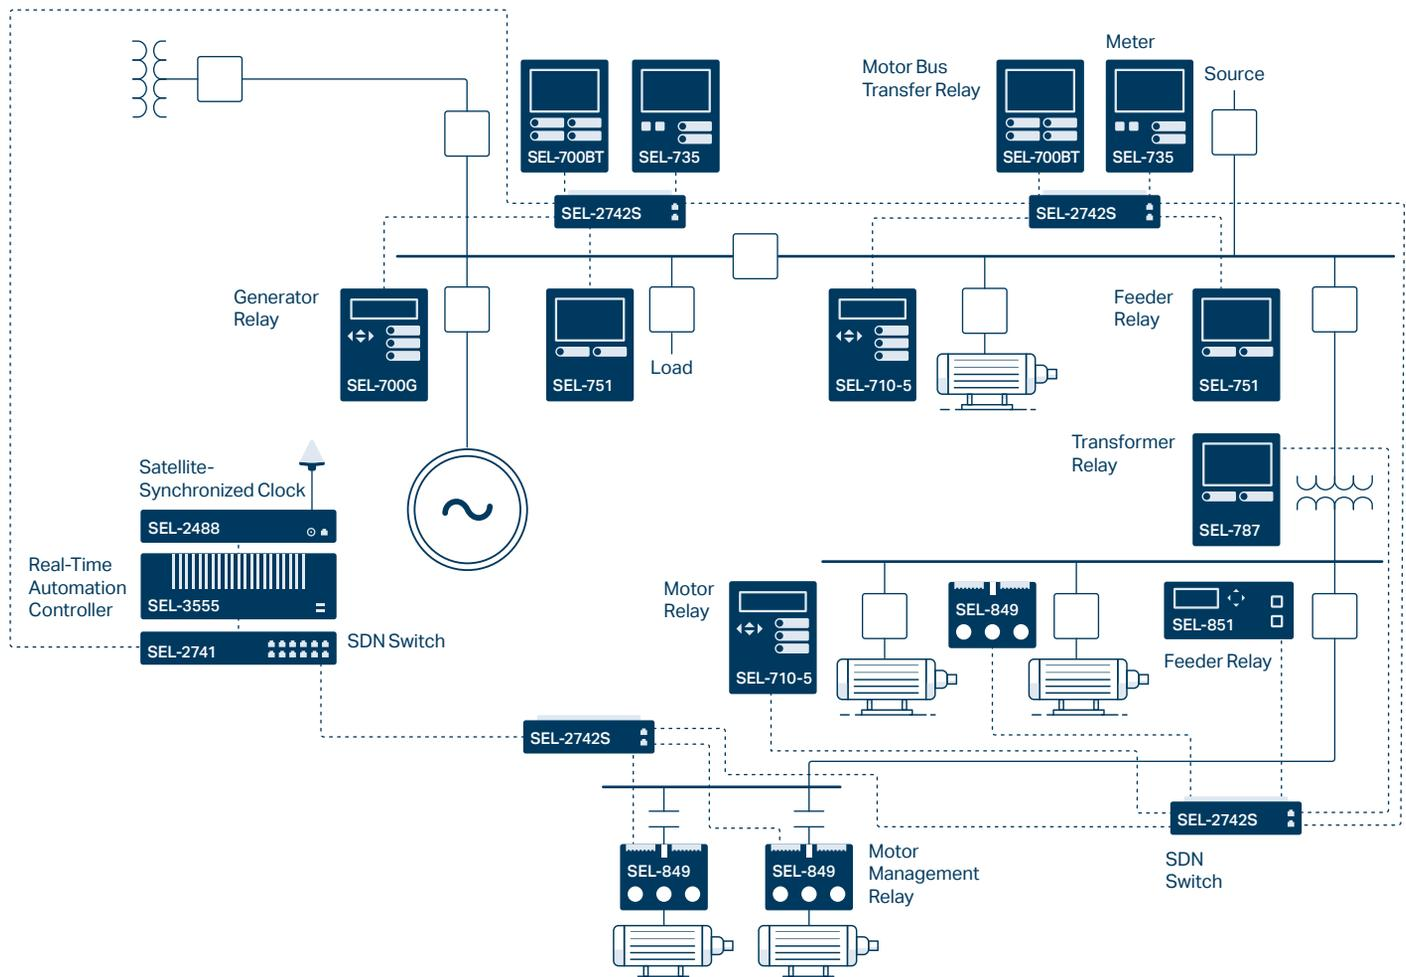 Meter
Motor Bus
Transfer Relay
Source
SEL-700BT
SEL-735
SEL-700BT
SEL-735
SEL-2742S
SEL-2742S
Generator
Relay
SEL-700G
SEL-751
Load
SEL-710-5
Feeder
Relay
SEL-751
Transformer
Relay
SEL-787
Satellite-
Synchronized Clock
SEL-2488
Real-Time
Automation
Controller
SEL-3555
SEL-2741
SDN Switch
Motor
Relay
SEL-710-5
SEL-849
SEL-851
Feeder Relay
SEL-2742S
SEL-2742S
SDN
Switch
SEL-849
SEL-849
Motor
Management
Relay